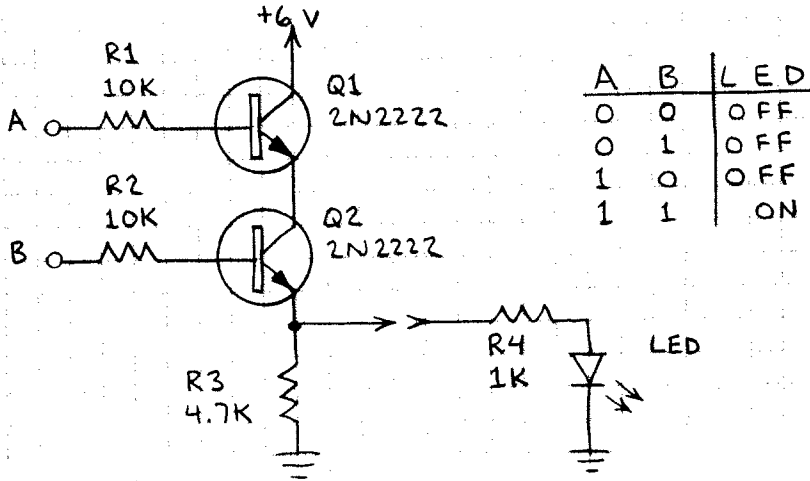 +6 V
R1
10K
Q1
2N2222
A
R2
10K
Q2
2N2222
B
R3
4.7K
R4
1K
LED
A B LED
0 0 OFF
0 1 OFF
1 0 OFF
1 1 ON